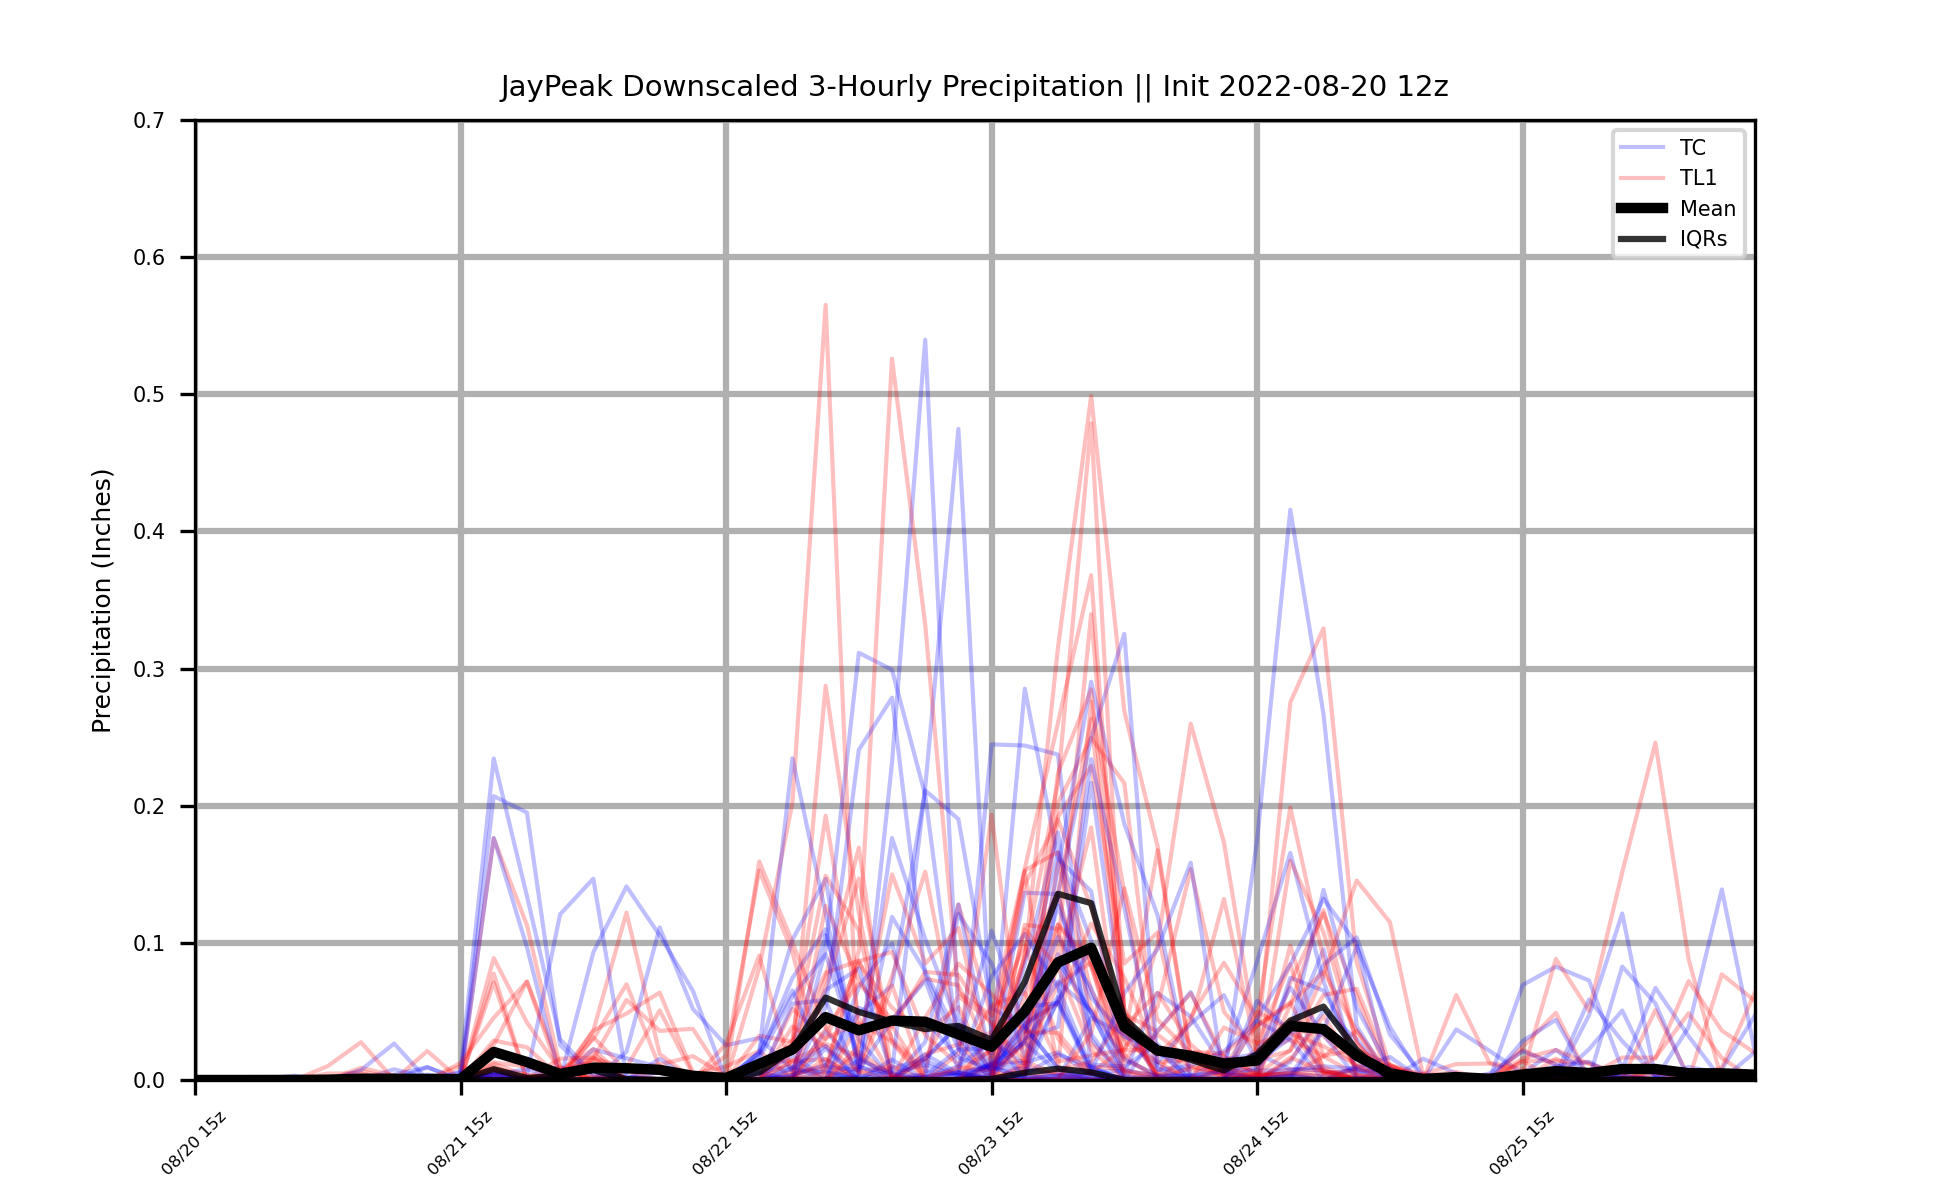 JayPeak Downscaled 3-Hourly Precipitation || Init 2022-08-20 12z
TC
TL1
Mean
IQRs
Precipitation (Inches)
0.7
0.6
0.5
0.4
0.3
0.2
0.1
0.0
08/20 15z
08/21 15z
08/22 15z
08/23 15z
08/24 15z
08/25 15z